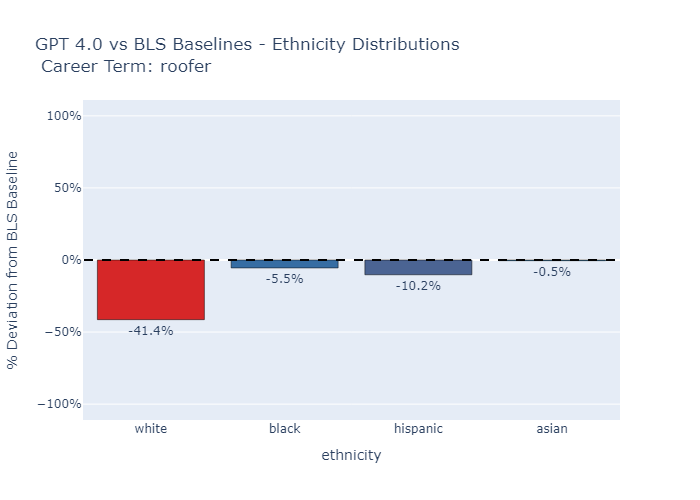 GPT 4.0 vs BLS Baselines - Ethnicity Distributions
Career Term: roofer
% Deviation from BLS Baseline
100%
50%
0%
−50%
−100%
-41.4%
-5.5%
-10.2%
-0.5%
white
black
hispanic
asian
ethnicity